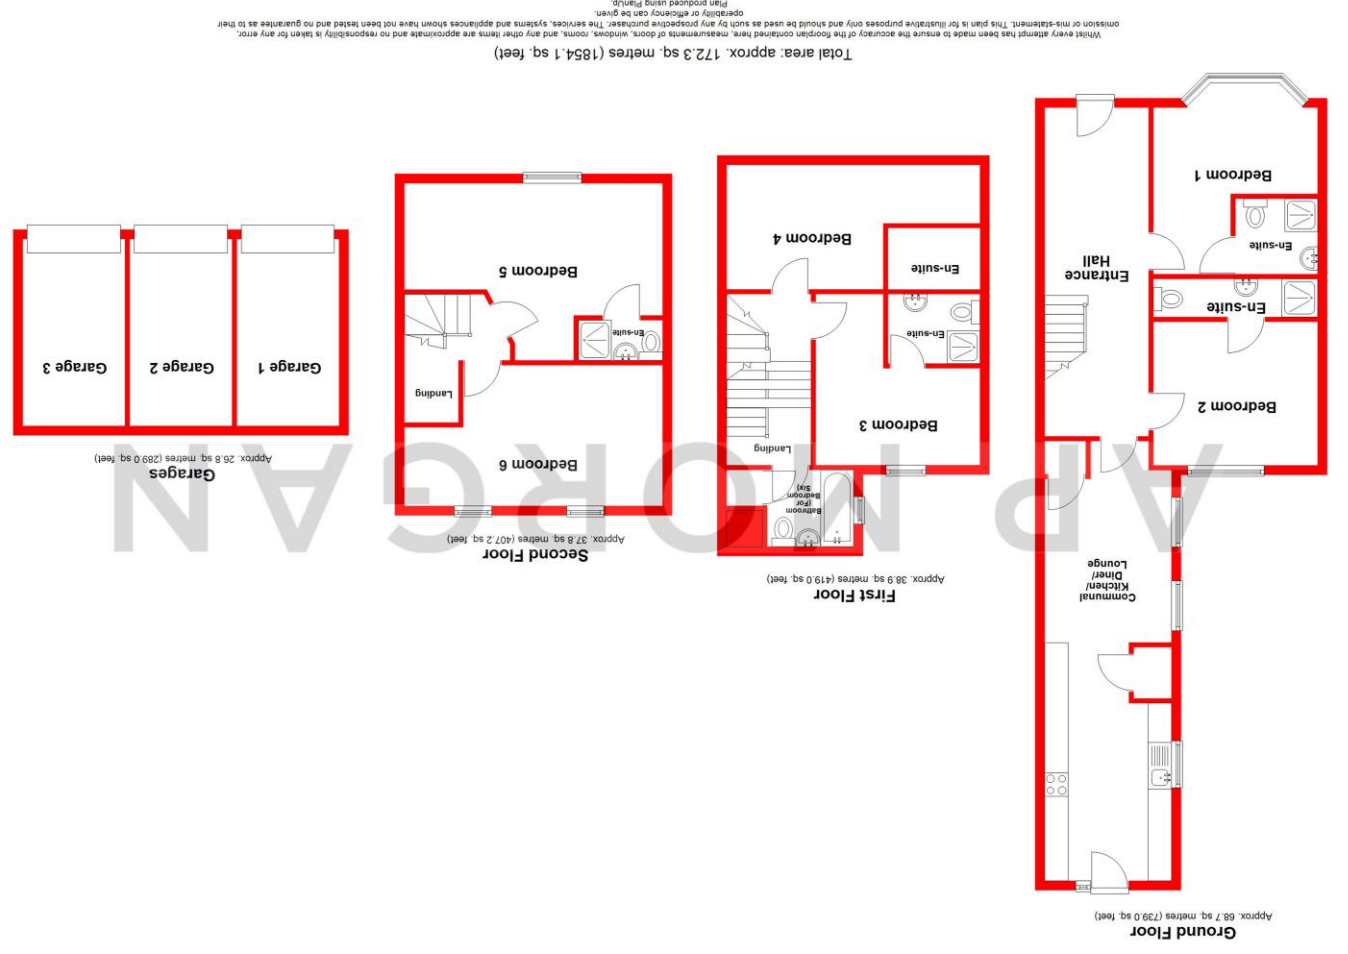 Ground Floor
Approx. 68.7 sq. metres (739.0 sq. feet)
Communal
Kitchen/
Diner/
Lounge
Bedroom 2
En-suite
Entrance
Hall
En-suite
Bedroom 1
First Floor
Approx. 38.9 sq. metres (419.0 sq. feet)
Bathroom
(For
Bedroom
Six)
Landing
Bedroom 3
En-suite
En-suite
Bedroom 4
Second Floor
Approx. 37.8 sq. metres (407.2 sq. feet)
Bedroom 6
Landing
En-suite
Bedroom 5
Garages
Approx. 26.8 sq. metres (289.0 sq. feet)
Garage 1
Garage 2
Garage 3
AP MORGAN
Total area: approx. 172.3 sq. metres (1854.1 sq. feet)
Whilst every attempt has been made to ensure the accuracy of the floorplan contained here, measurements of doors, windows, rooms, and any other items are approximate and no responsibility is taken for any error,
omission or mis-statement. This plan is for illustrative purposes only and should be used as such by any prospective purchaser. The services, systems and appliances shown have not been tested and no guarantee as to their
operability or efficiency can be given.
Plan produced using PlanUp.